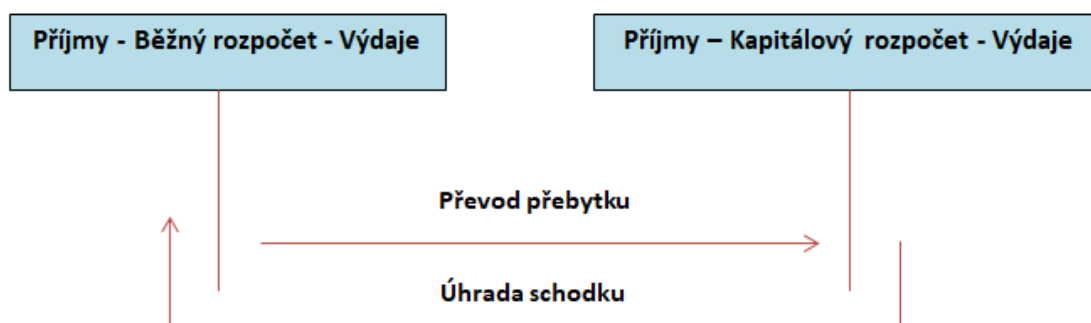 Příjmy - Běžný rozpočet - Výdaje
Příjmy – Kapitálový rozpočet - Výdaje
Převod přebytku
Úhrada schodku